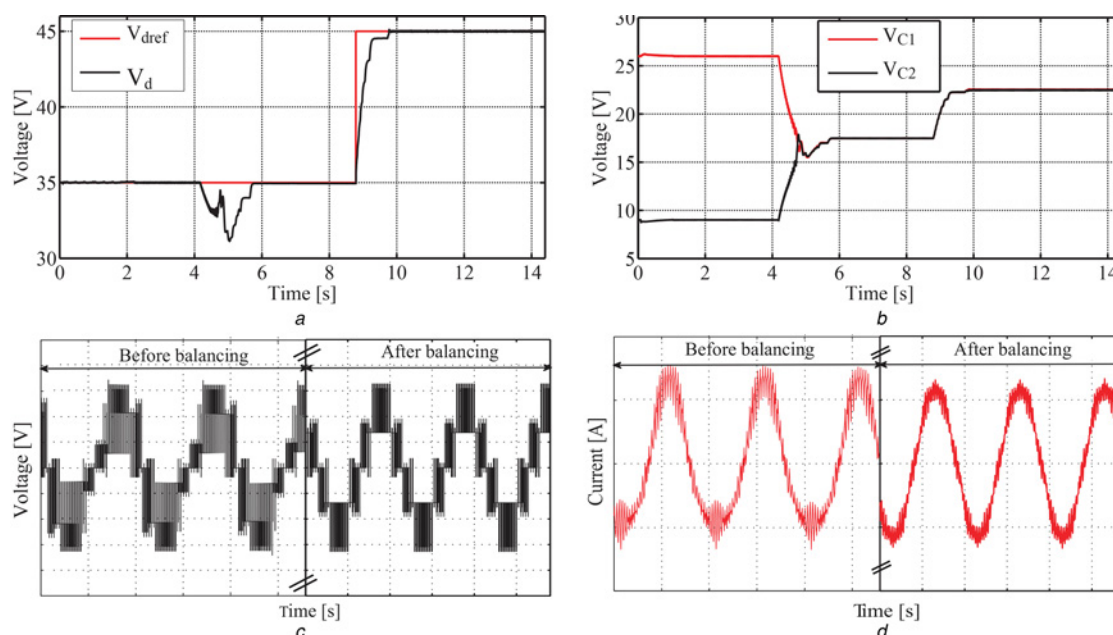 45
V_dref
V_d
40
35
30
Voltage [V]
0 2 4 6 8 10 12 14
Time [s]
a
30
V_C1
V_C2
25
20
15
10
5
Voltage [V]
0 2 4 6 8 10 12 14
Time [s]
b
Before balancing
After balancing
Voltage [V]
Time [s]
c
Before balancing
After balancing
Current [A]
Time [s]
d